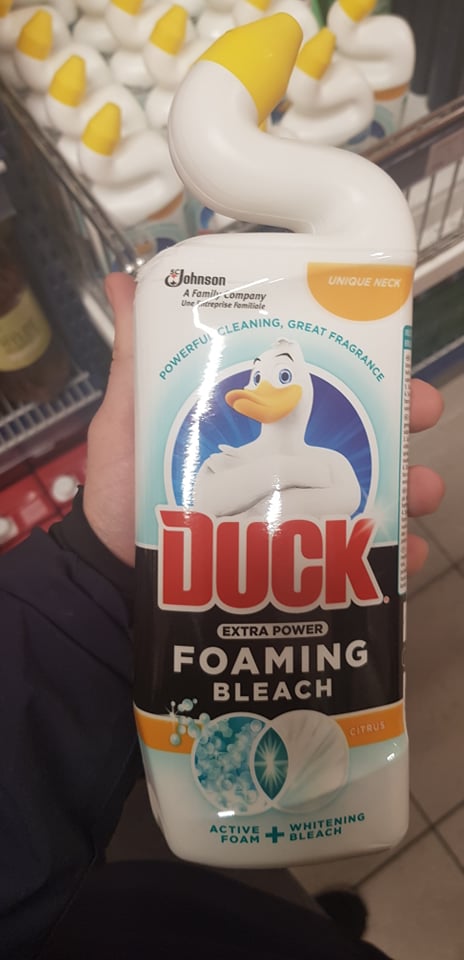 SC Johnson
A Family Company
Une Entreprise Familiale
UNIQUE NECK
POWERFUL CLEANING, GREAT FRAGRANCE
DUCK.
EXTRA POWER
FOAMING
BLEACH
CITRUS
ACTIVE FOAM + WHITENING BLEACH